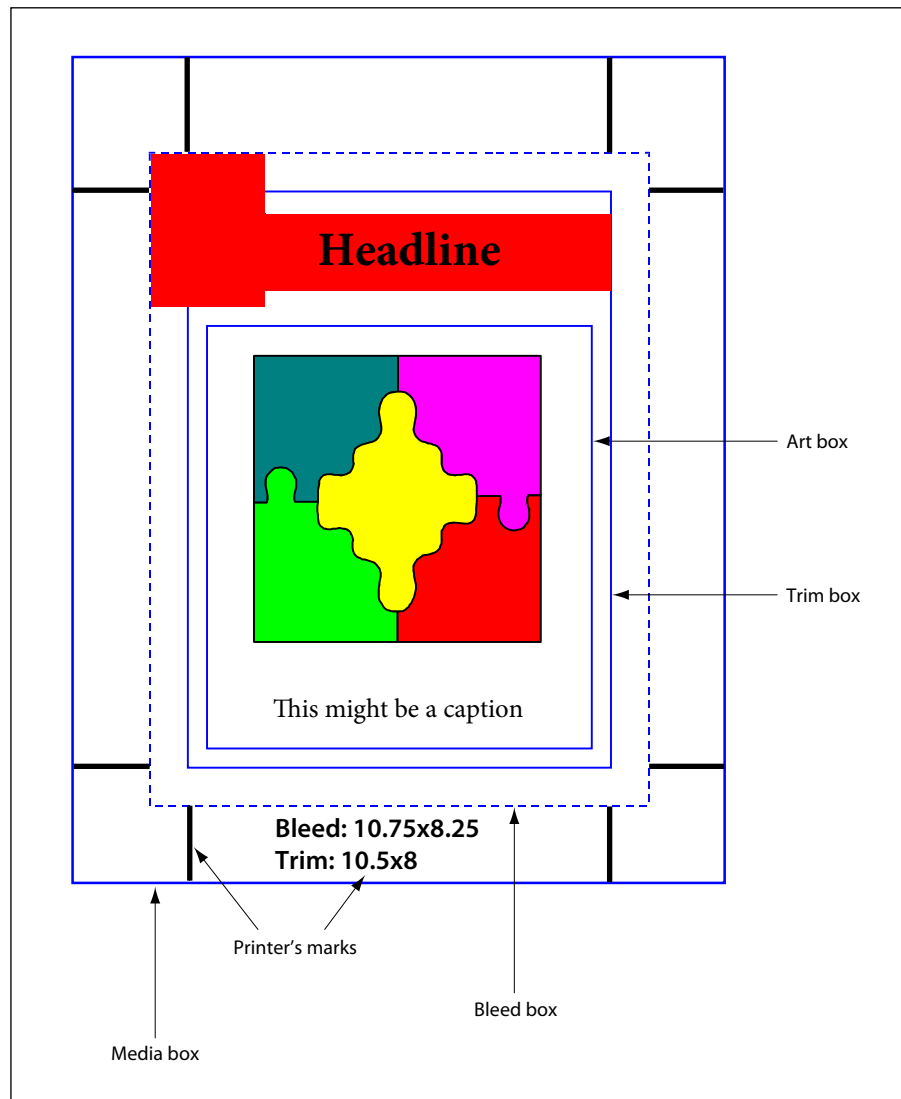 Headline
Art box
Trim box
This might be a caption
Bleed: 10.75x8.25
Trim: 10.5x8
Printer’s marks
Bleed box
Media box